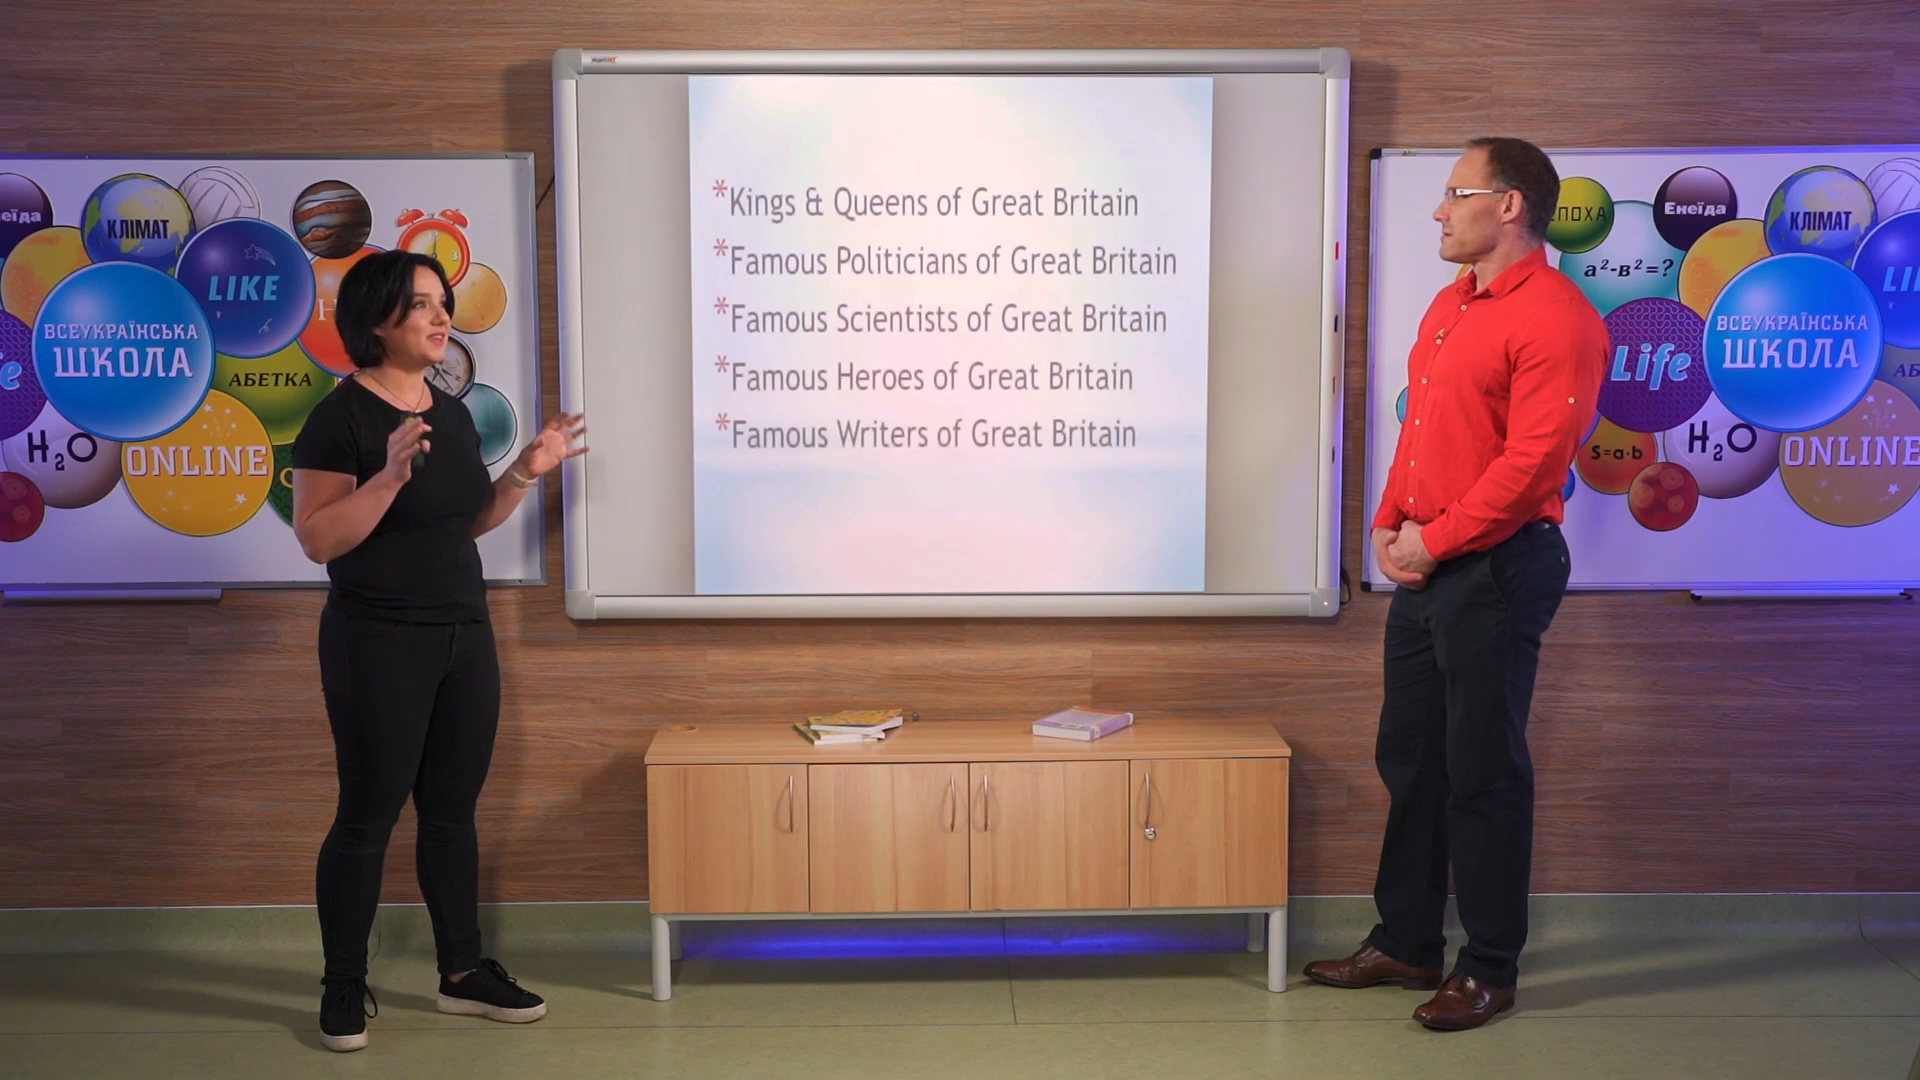 *Kings & Queens of Great Britain
*Famous Politicians of Great Britain
*Famous Scientists of Great Britain
*Famous Heroes of Great Britain
*Famous Writers of Great Britain
КЛІМАТ
LIKE
ВСЕУКРАЇНСЬКА
ШКОЛА
АБЕТКА
H₂O
ONLINE
Енеїда
КЛІМАТ
a²-в²=?
Life
ВСЕУКРАЇНСЬКА
ШКОЛА
S=a·b
H₂O
ONLINE